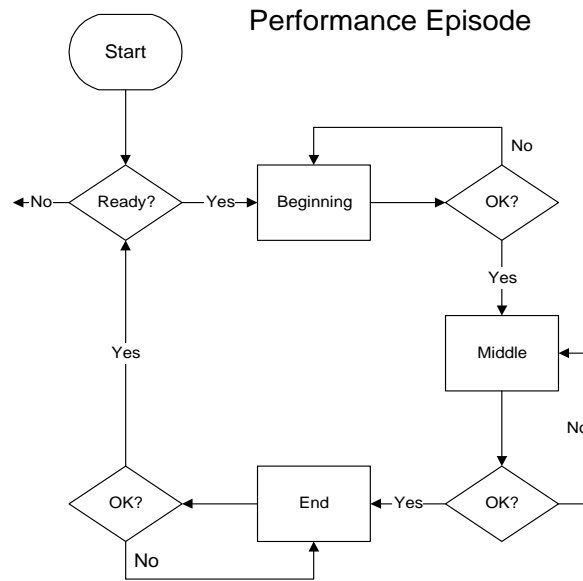 Performance Episode
Start
No
Ready?
Yes
Beginning
No
OK?
Yes
Middle
No
OK?
Yes
End
OK?
No
Yes